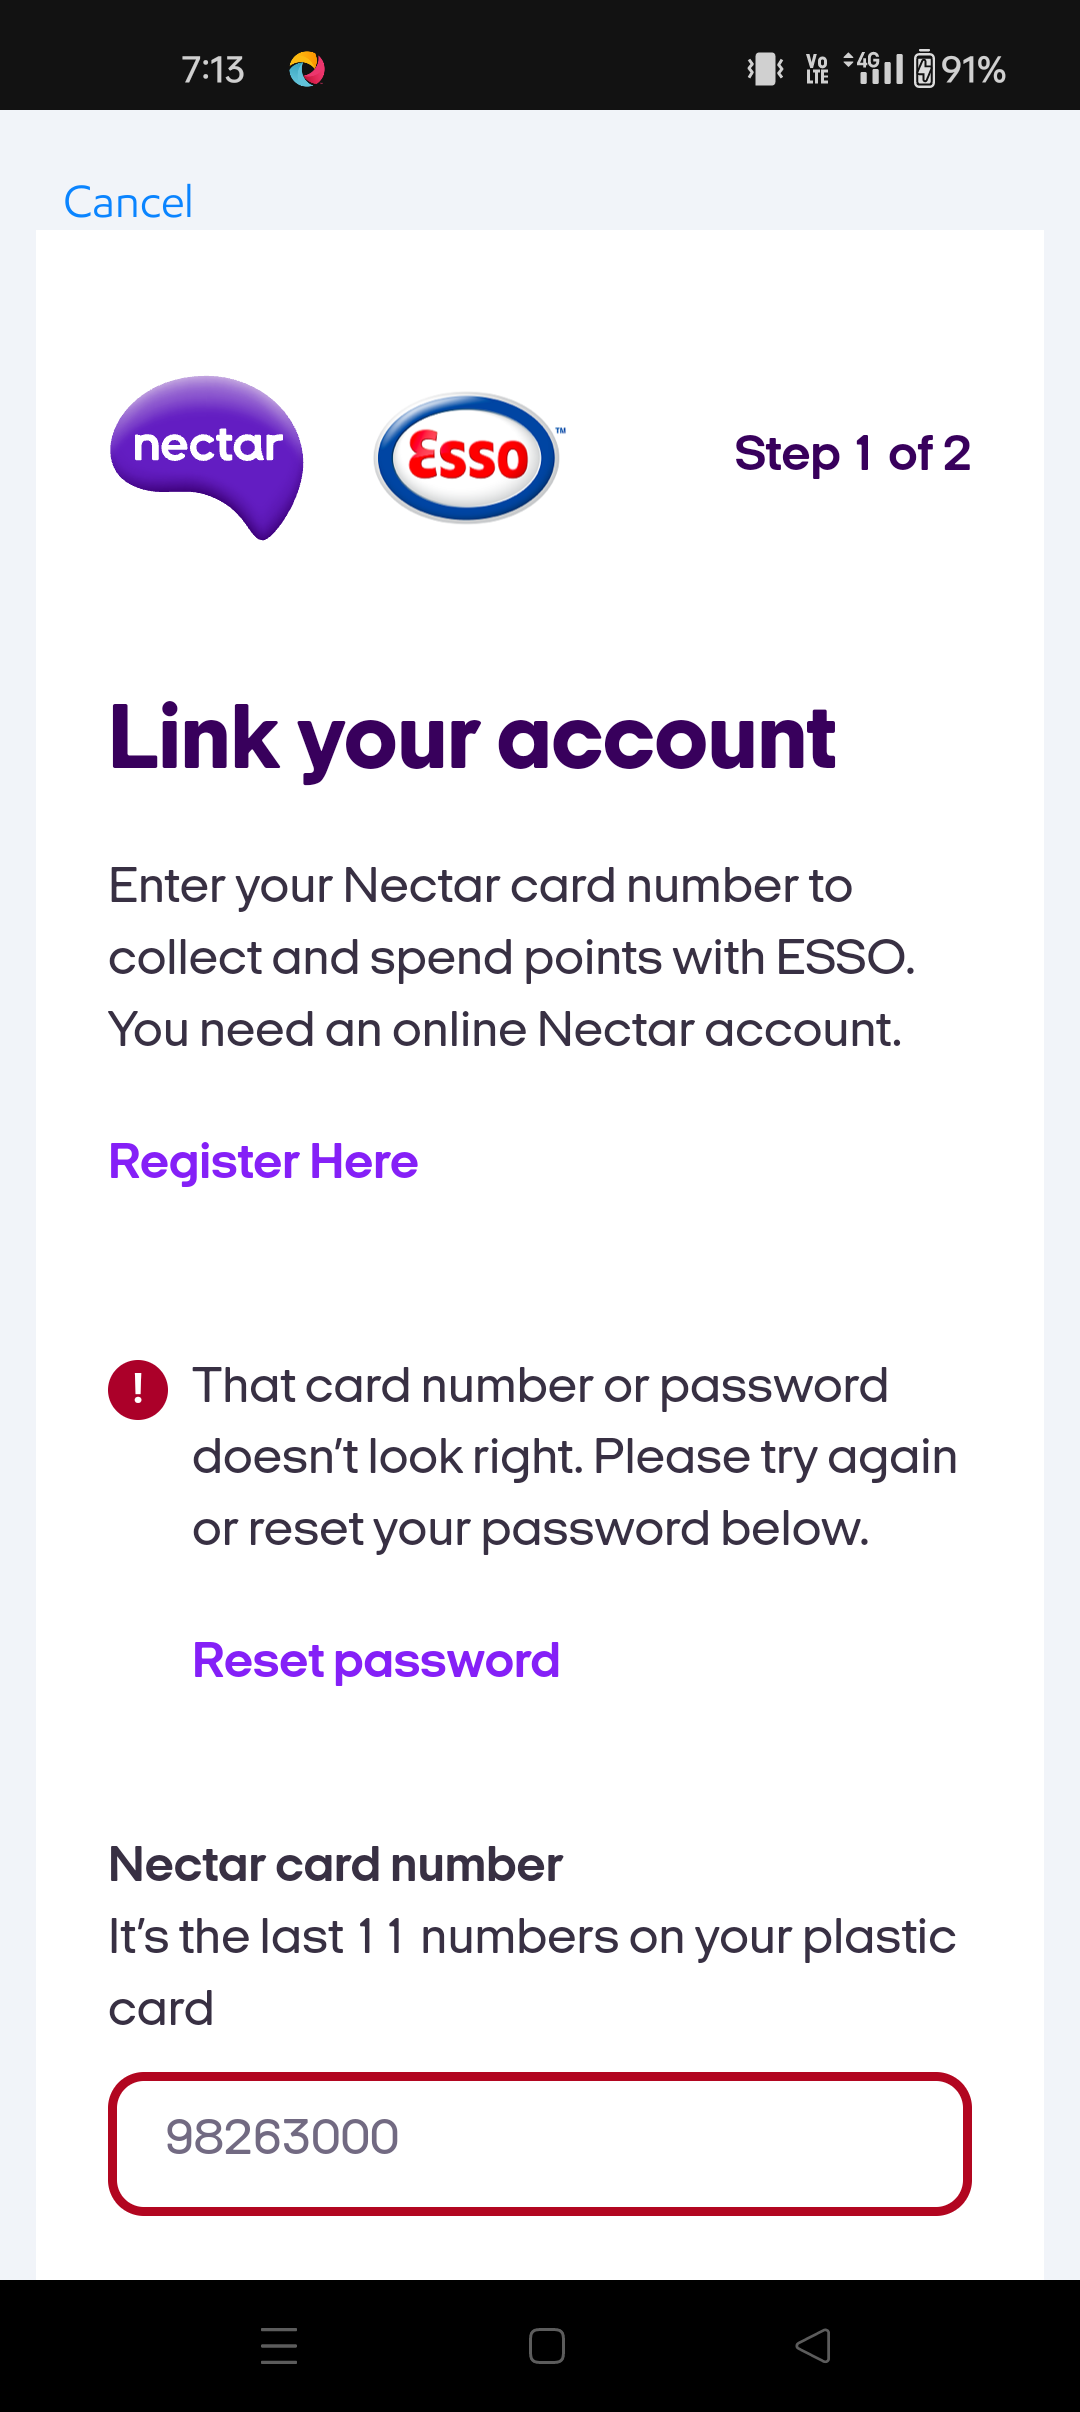 7:13 Vo LTE 4G 91%
Cancel
nectar Esso TM Step 1 of 2
Link your account
Enter your Nectar card number to
collect and spend points with ESSO.
You need an online Nectar account.
Register Here
! That card number or password
doesn't look right. Please try again
or reset your password below.
Reset password
Nectar card number
It's the last 11 numbers on your plastic
card
98263000